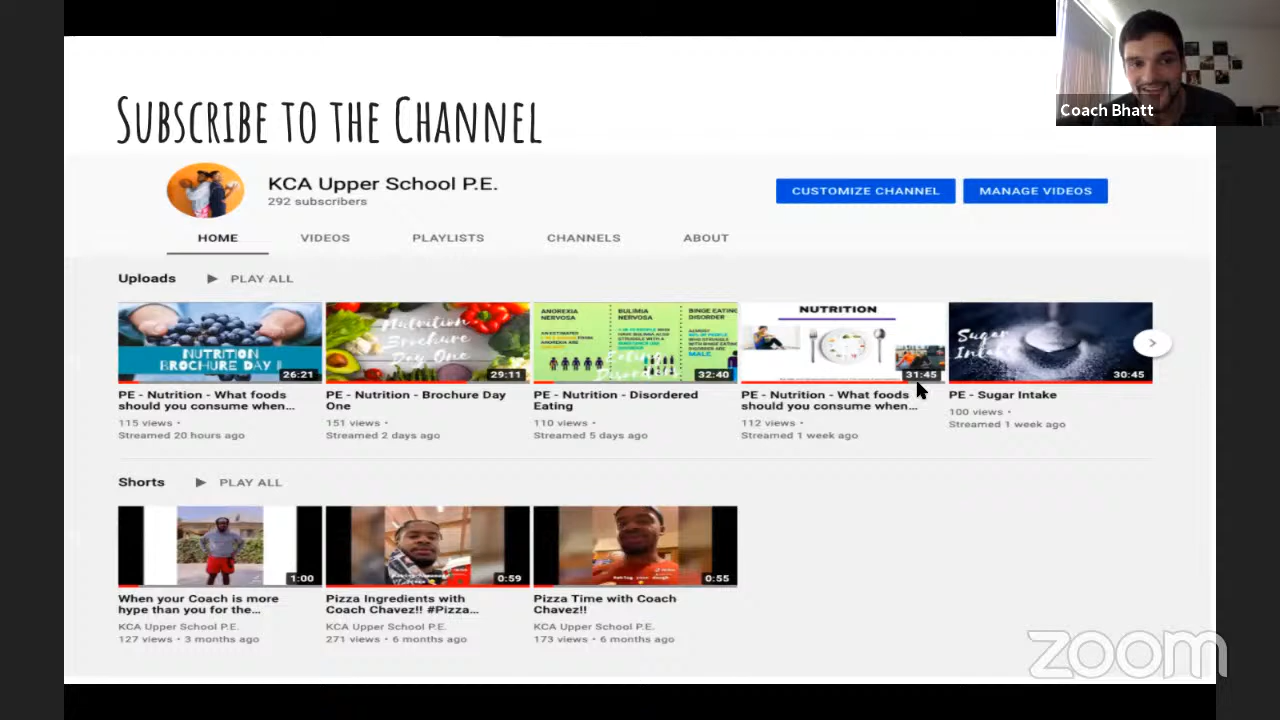 Coach Bhatt
Subscribe to the Channel
KCA Upper School P.E.
292 subscribers
CUSTOMIZE CHANNEL
MANAGE VIDEOS
HOME
VIDEOS
PLAYLISTS
CHANNELS
ABOUT
Uploads
PLAY ALL
NUTRITION
BROCHURE DAY
26:21
Nutrition
Brochure
Day One
29:11
ANOREXIA
NERVOSA
BULIMIA
NERVOSA
BINGE EATING
DISORDER
AN ESTIMATED
MALE
Eating
32:40
NUTRITION
31:45
Sugar
Intake
30:45
PE - Nutrition - What foods
should you consume when...
115 views •
Streamed 20 hours ago
PE - Nutrition - Brochure Day
One
151 views •
Streamed 2 days ago
PE - Nutrition - Disordered
Eating
110 views •
Streamed 5 days ago
PE - Nutrition - What foods
should you consume when...
112 views •
Streamed 1 week ago
PE - Sugar Intake
100 views •
Streamed 1 week ago
Shorts
PLAY ALL
1:00
0:59
0:55
When your Coach is more
hype than you for the...
KCA Upper School P.E.
127 views • 3 months ago
Pizza Ingredients with
Coach Chavez!! #Pizza...
KCA Upper School P.E.
271 views • 6 months ago
Pizza Time with Coach
Chavez!!
KCA Upper School P.E.
173 views • 6 months ago
zoom